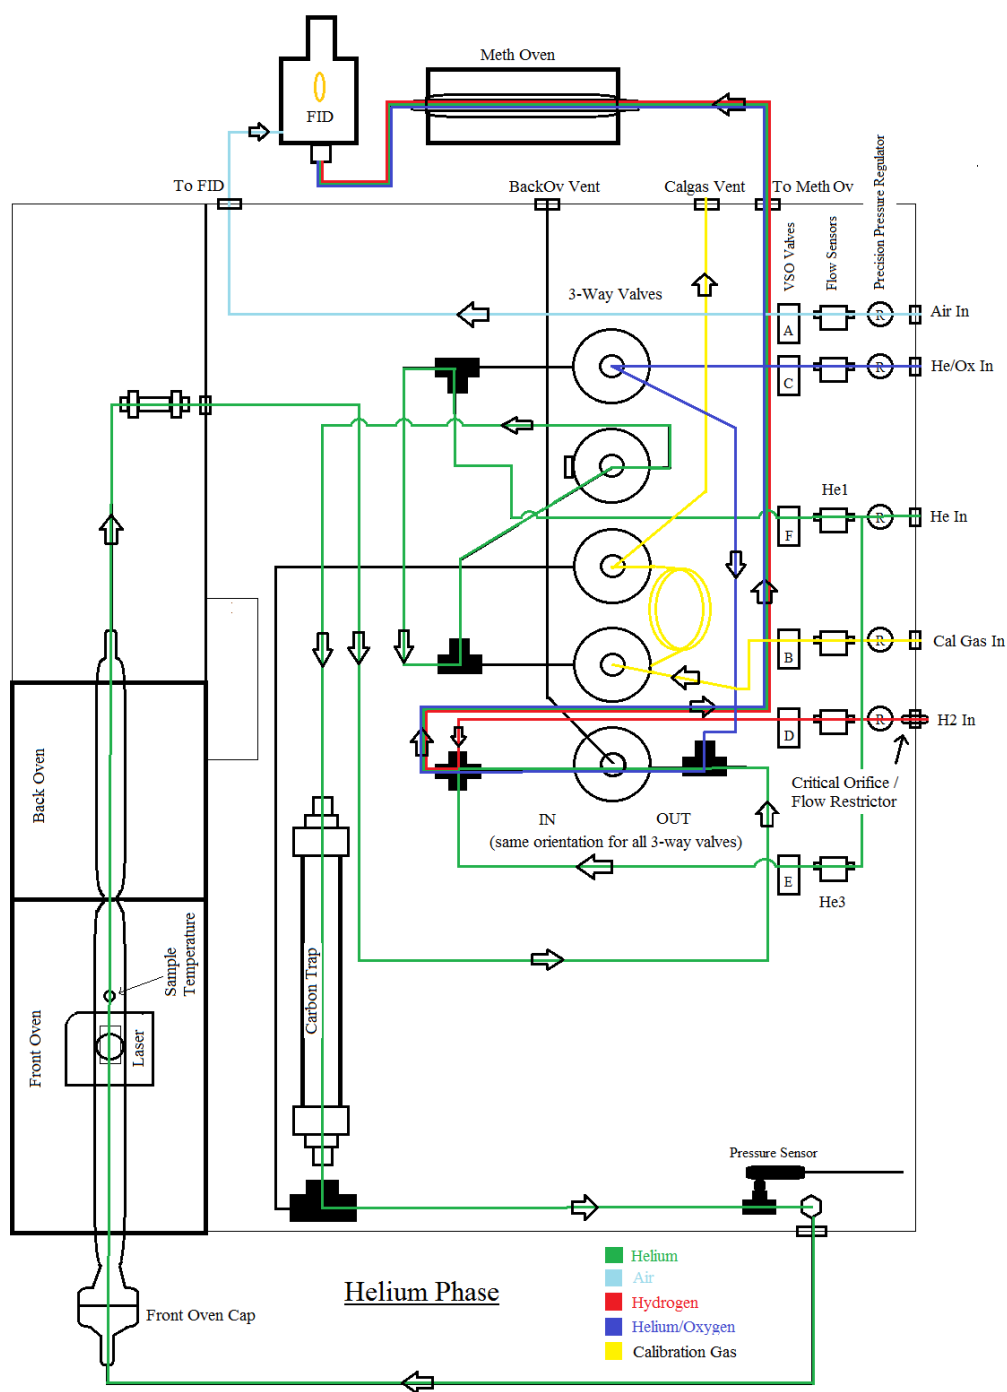 Meth Oven
FID
To FID
BackOv Vent
Calgas Vent
To Meth Ov
VSO Valves
Flow Sensors
Precision Pressure Regulator
3-Way Valves
A
R
Air In
C
R
He/Ox In
He1
F
R
He In
B
R
Cal Gas In
D
R
H2 In
Critical Orifice /
Flow Restrictor
IN
OUT
(same orientation for all 3-way valves)
E
He3
Back Oven
Front Oven
Sample
Temperature
Laser
Carbon Trap
Pressure Sensor
Front Oven Cap
Helium Phase
Helium
Air
Hydrogen
Helium/Oxygen
Calibration Gas